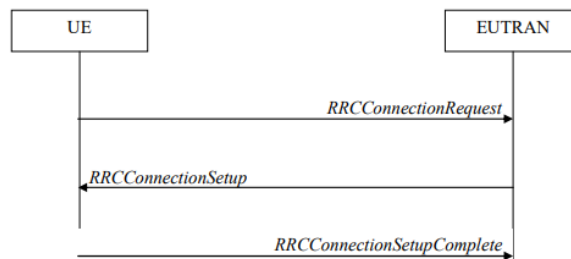 UE
EUTRAN
RRCConnectionRequest
RRCConnectionSetup
RRCConnectionSetupComplete